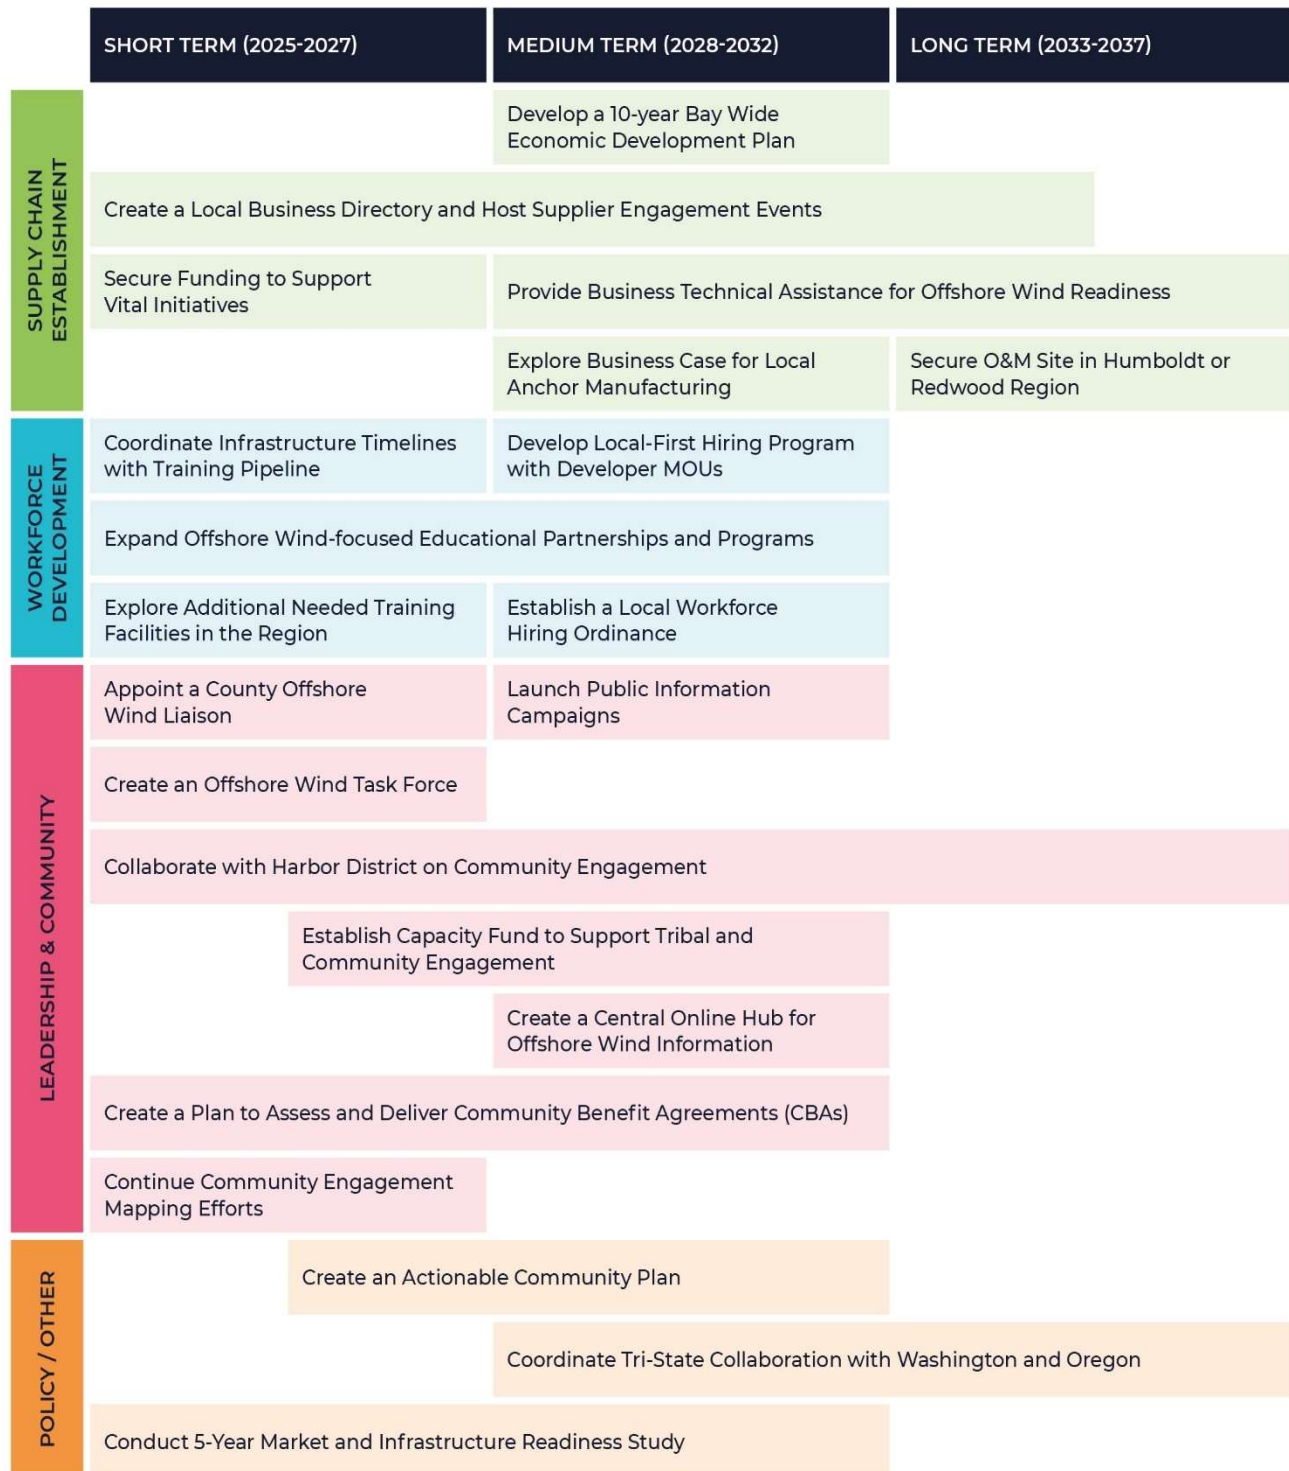 SHORT TERM (2025-2027)
MEDIUM TERM (2028-2032)
LONG TERM (2033-2037)
SUPPLY CHAIN
ESTABLISHMENT
Develop a 10-year Bay Wide
Economic Development Plan
Create a Local Business Directory and Host Supplier Engagement Events
Secure Funding to Support
Vital Initiatives
Provide Business Technical Assistance for Offshore Wind Readiness
Explore Business Case for Local
Anchor Manufacturing
Secure O&M Site in Humboldt or
Redwood Region
WORKFORCE
DEVELOPMENT
Coordinate Infrastructure Timelines
with Training Pipeline
Develop Local-First Hiring Program
with Developer MOUs
Expand Offshore Wind-focused Educational Partnerships and Programs
Explore Additional Needed Training
Facilities in the Region
Establish a Local Workforce
Hiring Ordinance
LEADERSHIP & COMMUNITY
Appoint a County Offshore
Wind Liaison
Launch Public Information
Campaigns
Create an Offshore Wind Task Force
Collaborate with Harbor District on Community Engagement
Establish Capacity Fund to Support Tribal and
Community Engagement
Create a Central Online Hub for
Offshore Wind Information
Create a Plan to Assess and Deliver Community Benefit Agreements (CBAs)
Continue Community Engagement
Mapping Efforts
POLICY / OTHER
Create an Actionable Community Plan
Coordinate Tri-State Collaboration with Washington and Oregon
Conduct 5-Year Market and Infrastructure Readiness Study